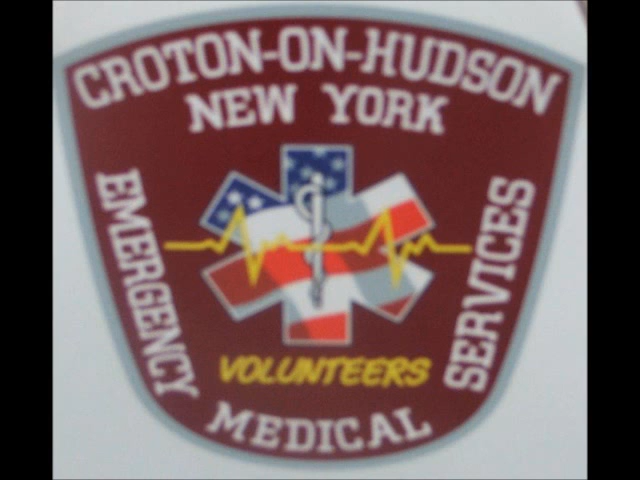 CROTON-ON-HUDSON
NEW YORK
EMERGENCY
MEDICAL
SERVICES
VOLUNTEERS